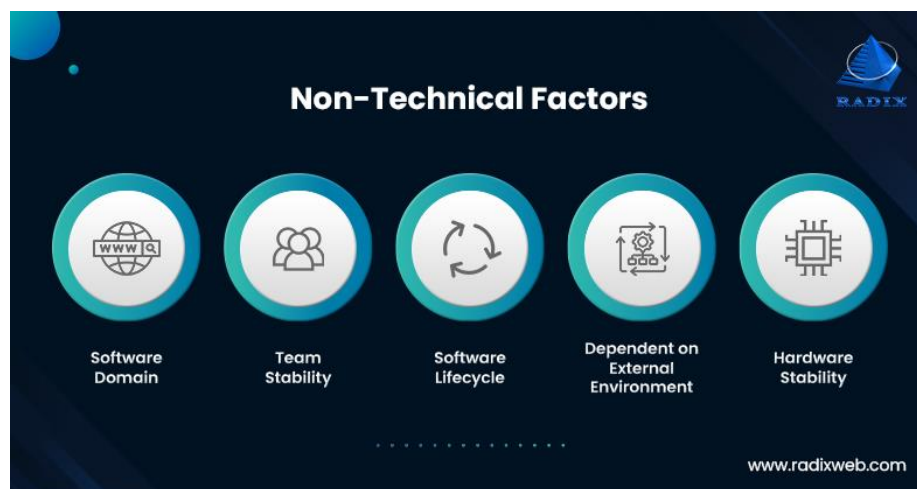 Non-Technical Factors
RADIX
WWW
Software
Domain
Team
Stability
Software
Lifecycle
Dependent on
External
Environment
Hardware
Stability
www.radixweb.com